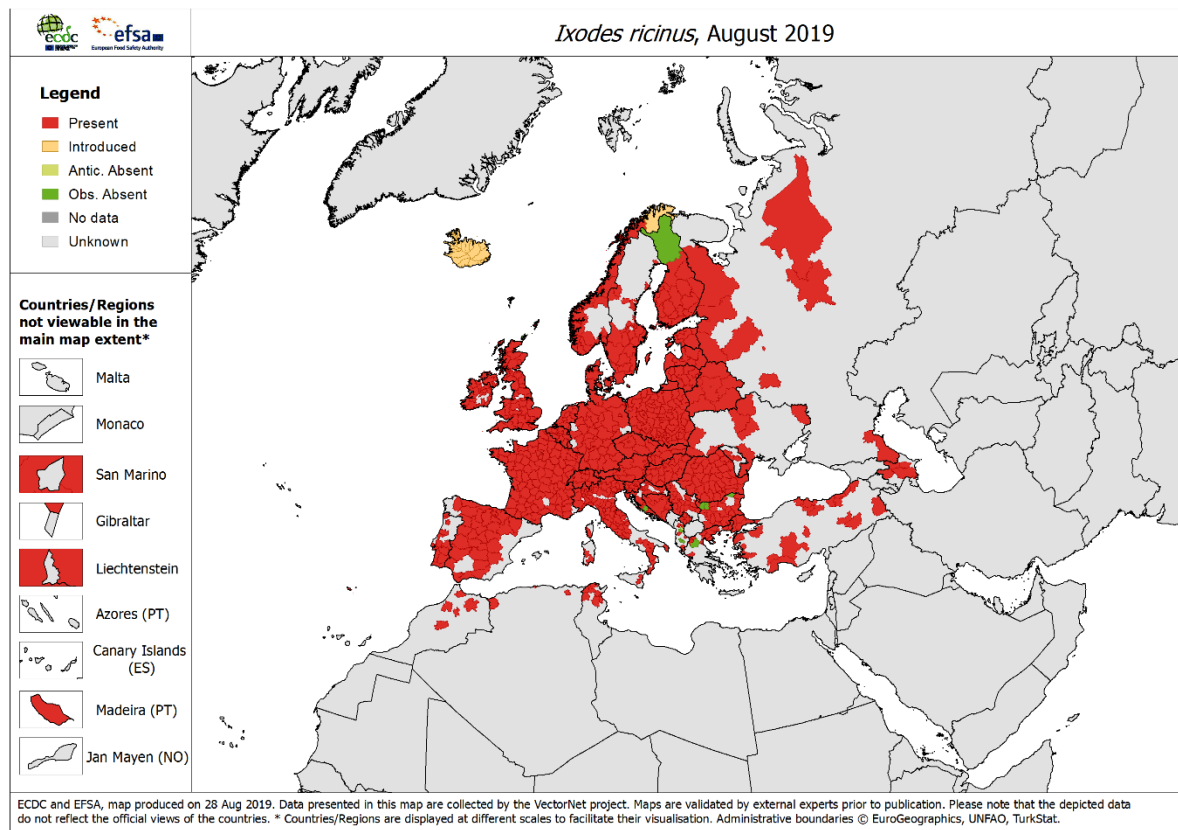 ecdc
efsa
European Food Safety Authority
Ixodes ricinus, August 2019
Legend
Present
Introduced
Antic. Absent
Obs. Absent
No data
Unknown
Countries/Regions
not viewable in the
main map extent*
Malta
Monaco
San Marino
Gibraltar
Liechtenstein
Azores (PT)
Canary Islands
(ES)
Madeira (PT)
Jan Mayen (NO)
ECDC and EFSA, map produced on 28 Aug 2019. Data presented in this map are collected by the VectorNet project. Maps are validated by external experts prior to publication. Please note that the depicted data
do not reflect the official views of the countries. * Countries/Regions are displayed at different scales to facilitate their visualisation. Administrative boundaries © EuroGeographics, UNFAO, TurkStat.